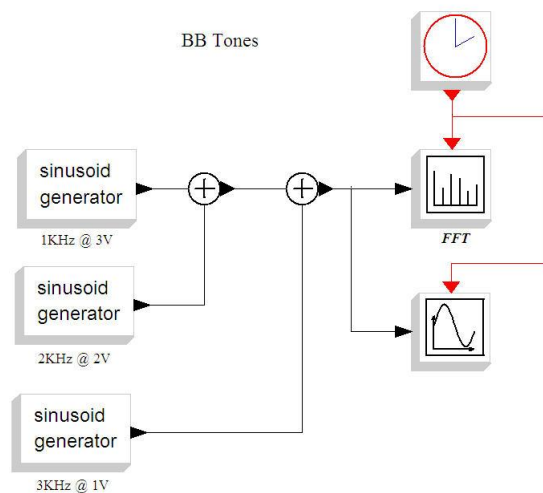 BB Tones
sinusoid
generator
1KHz @ 3V
FFT
sinusoid
generator
2KHz @ 2V
sinusoid
generator
3KHz @ 1V